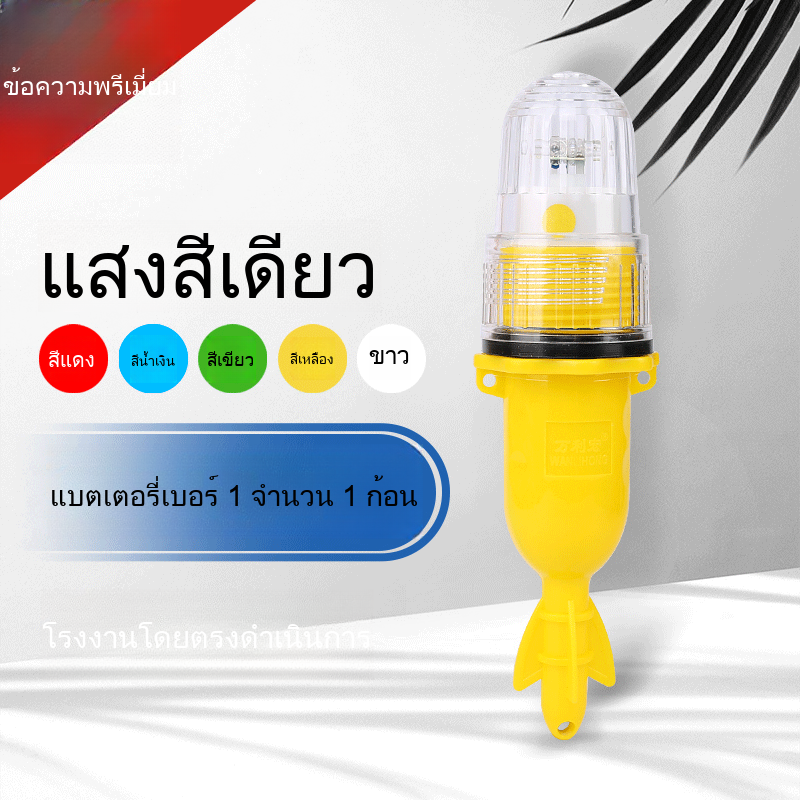 ข้อความพรีเมี่ยม
แสงสีเดียว
สีแดง
สีน้ำเงิน
สีเขียว
สีเหลือง
ขาว
แบตเตอรี่เบอร์ 1 จำนวน 1 ก้อน
โรงงานโดยตรงดำเนินการ